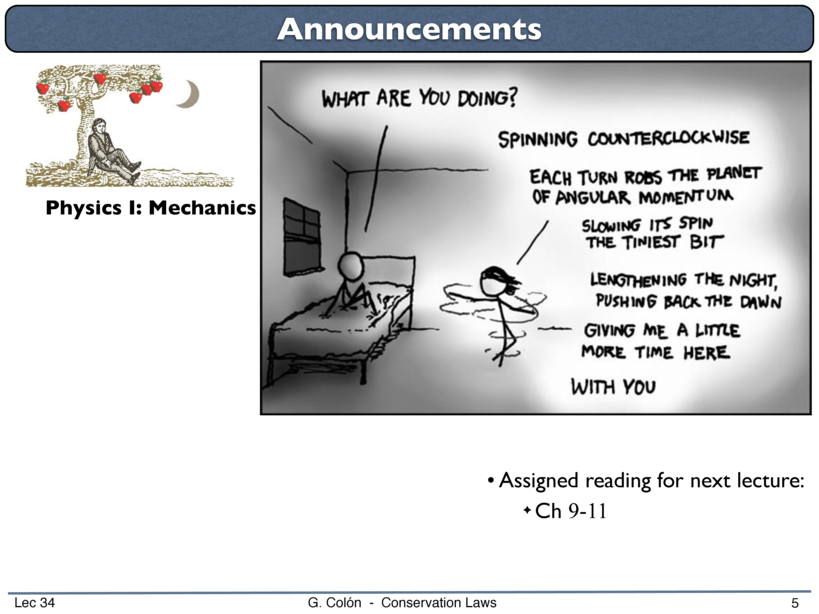 Announcements
Physics I: Mechanics
WHAT ARE YOU DOING?
SPINNING COUNTERCLOCKWISE
EACH TURN ROBS THE PLANET
OF ANGULAR MOMENTUM
SLOWING ITS SPIN
THE TINIEST BIT
LENGTHENING THE NIGHT,
PUSHING BACK THE DAWN
GIVING ME A LITTLE
MORE TIME HERE
WITH YOU
• Assigned reading for next lecture:
✦ Ch 9-11
Lec 34
G. Colón - Conservation Laws
5